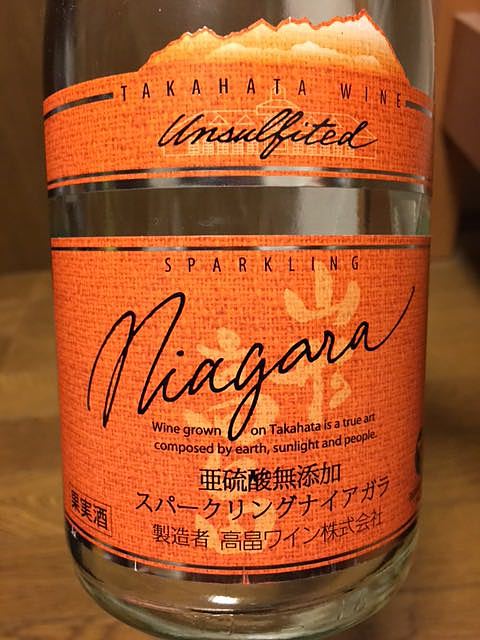 TAKAHATA WINE
Unsulfited
SPARKLING
Niagara
Wine grown on Takahata is a true art
composed by earth, sunlight and people.
亜硫酸無添加
スパークリングナイアガラ
果実酒
製造者 高畠ワイン株式会社